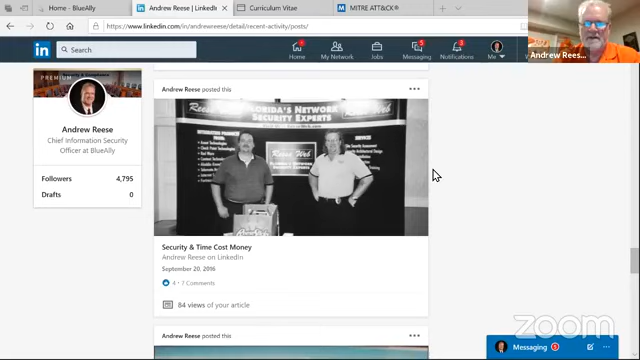 Home - BlueAlly
Andrew Reese | LinkedIn
Curriculum Vitae
MITRE ATT&CK®
https://www.linkedin.com/in/andrewreese/detail/recent-activity/posts/
in
Search
Home
My Network
Jobs
Messaging
Notifications
Me
Andrew Rees...
PREMIUM
Andrew Reese
Chief Information Security
Officer at BlueAlly
Followers 4,795
Drafts 0
Andrew Reese posted this
FLORIDA'S NETWORK
SECURITY EXPERTS
SERVICES
Reese Web
Security & Time Cost Money
Andrew Reese on LinkedIn
September 20, 2016
4 • 7 Comments
84 views of your article
Andrew Reese posted this
zoom
Messaging